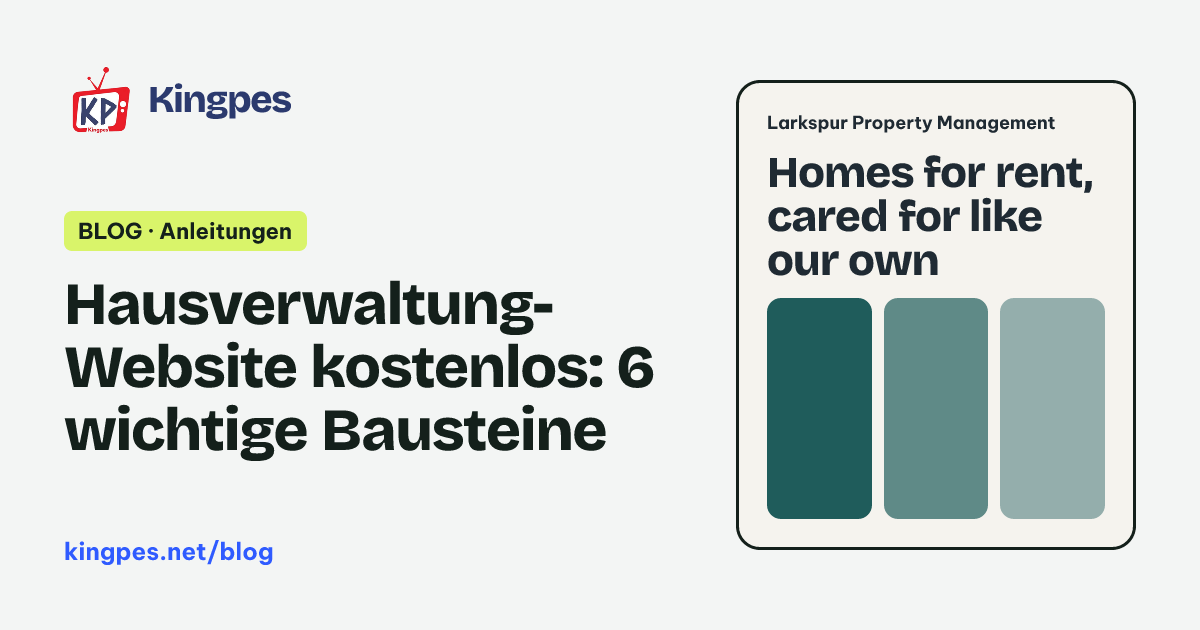 KP
Kingpes
Kingpes
BLOG · Anleitungen
Hausverwaltung-
Website kostenlos: 6
wichtige Bausteine
kingpes.net/blog
Larkspur Property Management
Homes for rent,
cared for like
our own